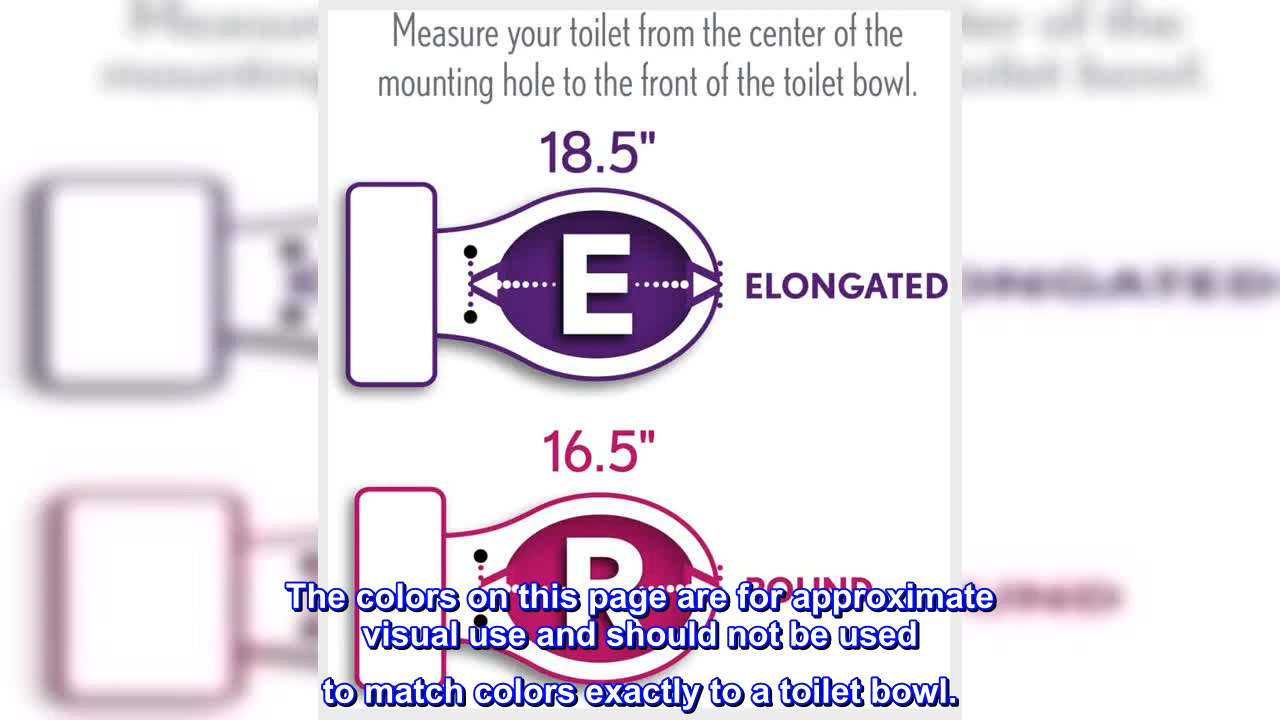 Measure your toilet from the center of the
mounting hole to the front of the toilet bowl.
18.5"
E
ELONGATED
16.5"
R
ROUND
The colors on this page are for approximate
visual use and should not be used
to match colors exactly to a toilet bowl.